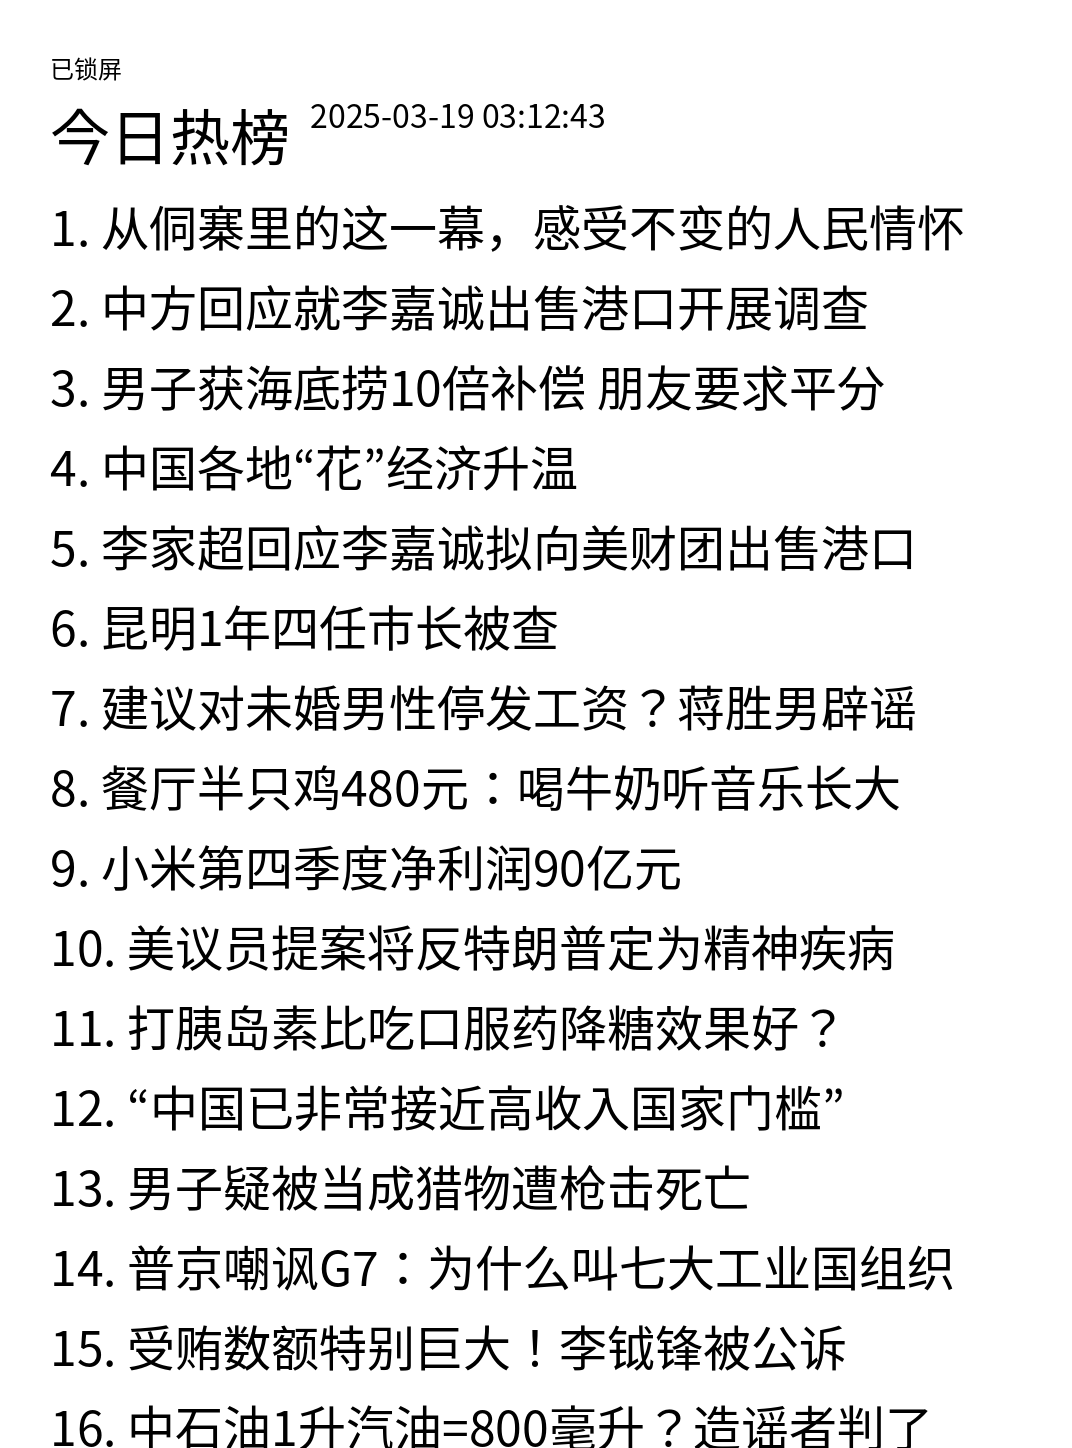 已锁屏
今日热榜 2025-03-19 03:12:43
1. 从侗寨里的这一幕，感受不变的人民情怀
2. 中方回应就李嘉诚出售港口开展调查
3. 男子获海底捞10倍补偿 朋友要求平分
4. 中国各地“花”经济升温
5. 李家超回应李嘉诚拟向美财团出售港口
6. 昆明1年四任市长被查
7. 建议对未婚男性停发工资？蒋胜男辟谣
8. 餐厅半只鸡480元：喝牛奶听音乐长大
9. 小米第四季度净利润90亿元
10. 美议员提案将反特朗普定为精神疾病
11. 打胰岛素比吃口服药降糖效果好？
12. “中国已非常接近高收入国家门槛”
13. 男子疑被当成猎物遭枪击死亡
14. 普京嘲讽G7：为什么叫七大工业国组织
15. 受贿数额特别巨大！李钺锋被公诉
16. 中石油1升汽油=800毫升？造谣者判了